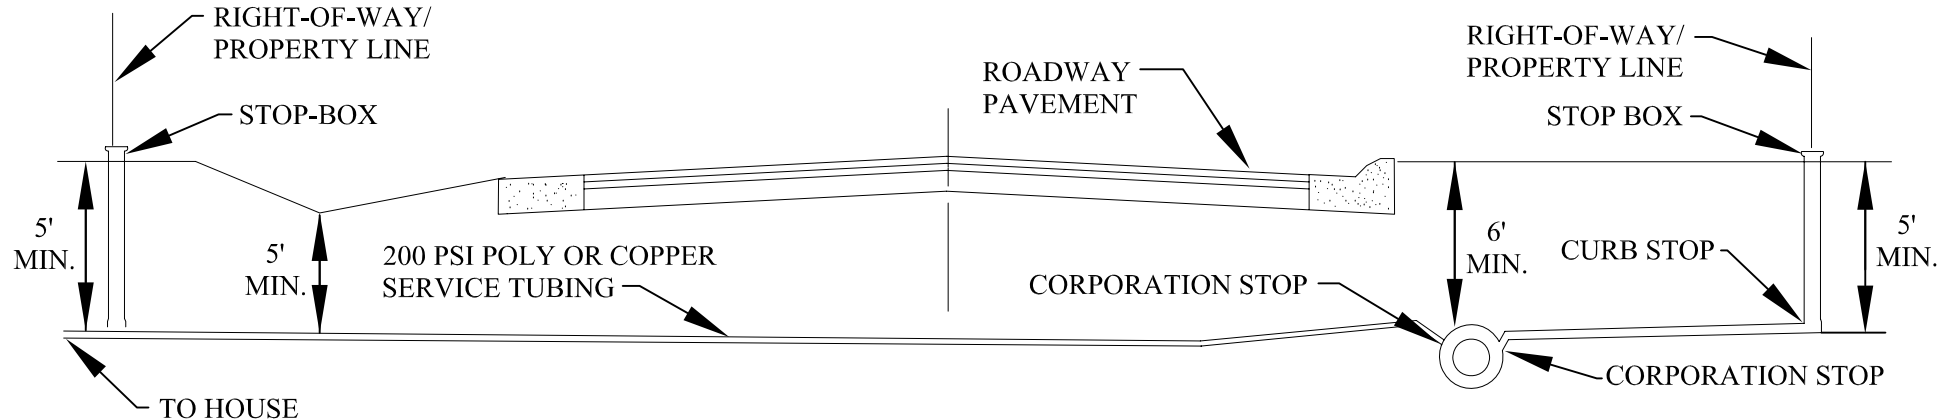 RIGHT-OF-WAY/
PROPERTY LINE
STOP-BOX
ROADWAY
PAVEMENT
RIGHT-OF-WAY/
PROPERTY LINE
STOP BOX
5'
MIN.
5'
MIN.
200 PSI POLY OR COPPER
SERVICE TUBING
CORPORATION STOP
6'
MIN.
CURB STOP
5'
MIN.
CORPORATION STOP
TO HOUSE